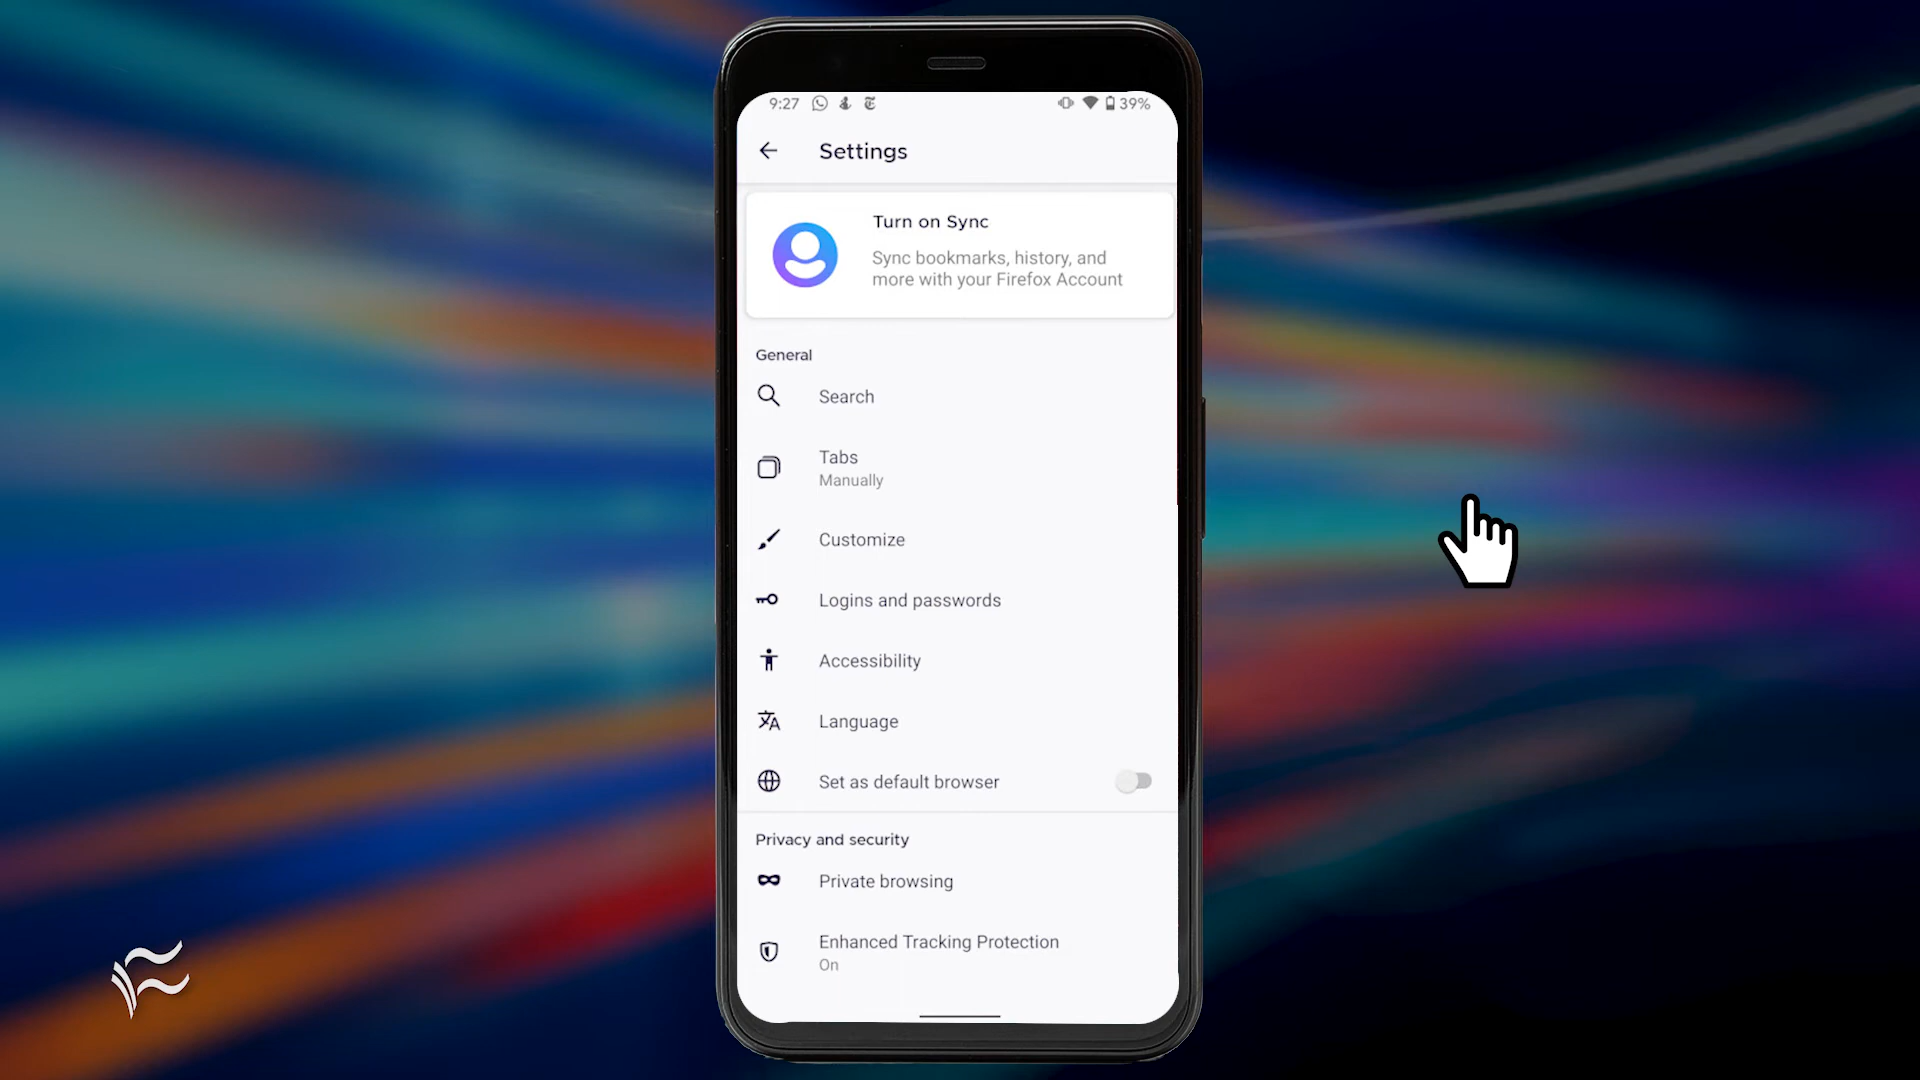 9:27 39%
Settings
Turn on Sync
Sync bookmarks, history, and
more with your Firefox Account
General
Search
Tabs
Manually
Customize
Logins and passwords
Accessibility
Language
Set as default browser
Privacy and security
Private browsing
Enhanced Tracking Protection
On